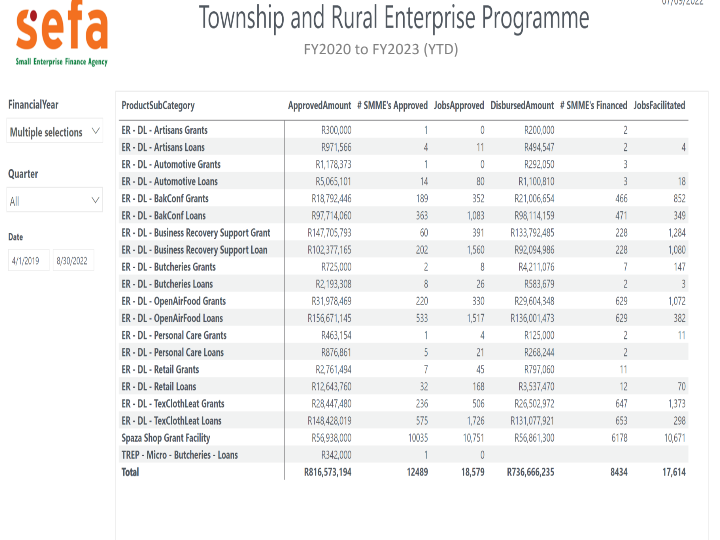 07/09/2022
sefa
Small Enterprise Finance Agency
Township and Rural Enterprise Programme
FY2020 to FY2023 (YTD)
FinancialYear
Multiple selections
Quarter
All
Date
4/1/2019 8/30/2022
ProductSubCategory ApprovedAmount # SMME's Approved JobsApproved DisbursedAmount # SMME's Financed JobsFacilitated
ER - DL - Artisans Grants R300,000 1 0 R200,000 2
ER - DL - Artisans Loans R971,566 4 11 R494,547 2 4
ER - DL - Automotive Grants R1,178,373 1 0 R292,050 3
ER - DL - Automotive Loans R5,065,101 14 80 R1,100,810 3 18
ER - DL - BakConf Grants R18,792,446 189 352 R21,006,654 466 852
ER - DL - BakConf Loans R97,714,060 363 1,083 R98,114,159 471 349
ER - DL - Business Recovery Support Grant R147,705,793 60 391 R133,792,485 228 1,284
ER - DL - Business Recovery Support Loan R102,377,165 202 1,560 R92,094,986 228 1,080
ER - DL - Butcheries Grants R725,000 2 8 R4,211,076 7 147
ER - DL - Butcheries Loans R2,193,308 8 26 R583,679 2 3
ER - DL - OpenAirFood Grants R31,978,469 220 330 R29,604,348 629 1,072
ER - DL - OpenAirFood Loans R156,671,145 533 1,517 R136,001,473 629 382
ER - DL - Personal Care Grants R463,154 1 4 R125,000 2 11
ER - DL - Personal Care Loans R876,861 5 21 R268,244 2
ER - DL - Retail Grants R2,761,494 7 45 R797,060 11
ER - DL - Retail Loans R12,643,760 32 168 R3,537,470 12 70
ER - DL - TexClothLeat Grants R28,447,480 236 506 R26,502,972 647 1,373
ER - DL - TexClothLeat Loans R148,428,019 575 1,726 R131,077,921 653 298
Spaza Shop Grant Facility R56,938,000 10035 10,751 R56,861,300 6178 10,671
TREP - Micro - Butcheries - Loans R342,000 1 0
Total R816,573,194 12489 18,579 R736,666,235 8434 17,614